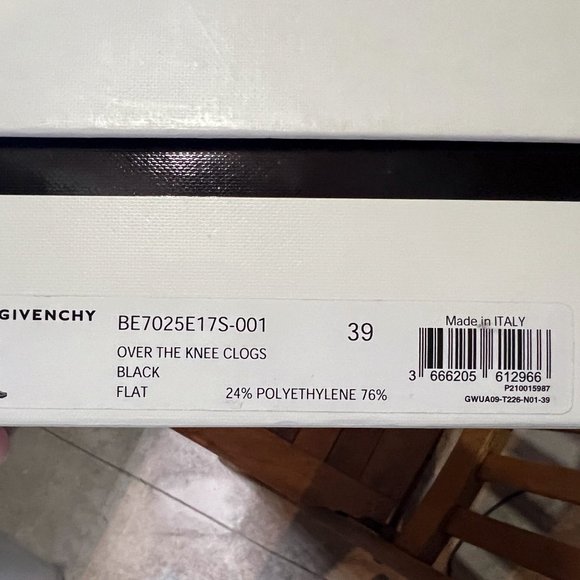 GIVENCHY
BE7025E17S-001
39
OVER THE KNEE CLOGS
BLACK
FLAT
24% POLYETHYLENE 76%
Made in ITALY
3 666205 612966
P210015987
GWUA09-T226-N01-39